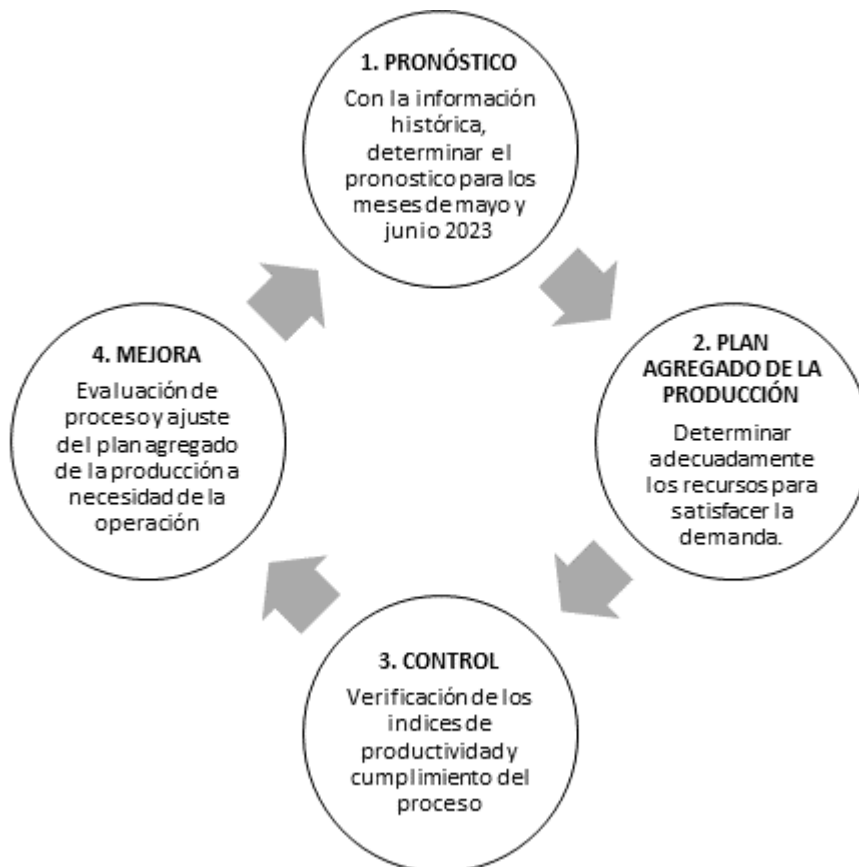 1. PRONÓSTICO
Con la información
histórica,
determinar el
pronostico para los
meses de mayo y
junio 2023
2. PLAN
AGREGADO DE LA
PRODUCCIÓN
Determinar
adecuadamente
los recursos para
satisfacer la
demanda.
3. CONTROL
Verificación de los
indices de
productividad y
cumplimiento del
proceso
4. MEJORA
Evaluación de
proceso y ajuste
del plan agregado
de la producción a
necesidad de la
operación